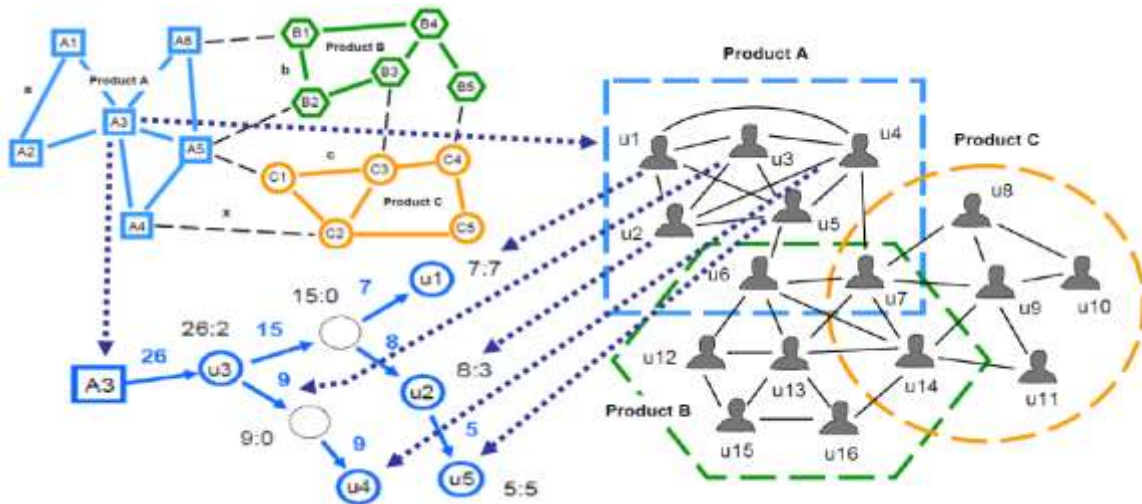 A1
A6
B1
B4
Product A
Product B
a
b
B3
B5
A3
B2
A2
A5
c
C4
C1
C3
Product C
A4
x
C2
C5
Product A
u1
u3
u4
Product C
u2
u5
u8
u6
u7
u9
u10
u12
u13
u14
u11
Product B
u15
u16
7
u1
7:7
15:0
26:2
15
8
A3
26
u3
9
u2
8:3
9:0
9
5
u4
u5
5:5